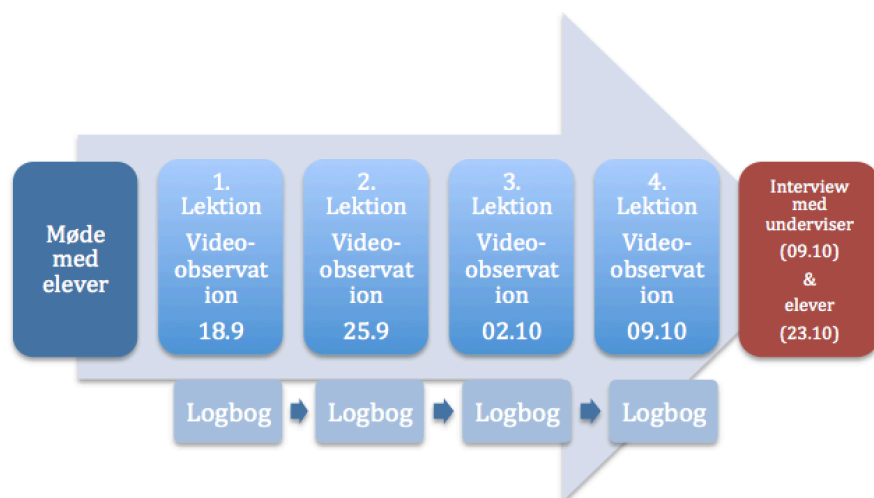 Møde
med
elever
1.
Lektion
Video-
observat
ion
18.9
2.
Lektion
Video-
observat
ion
25.9
3.
Lektion
Video-
observat
ion
02.10
4.
Lektion
Video-
observat
ion
09.10
Interview
med
underviser
(09.10)
&
elever
(23.10)
Logbog
Logbog
Logbog
Logbog